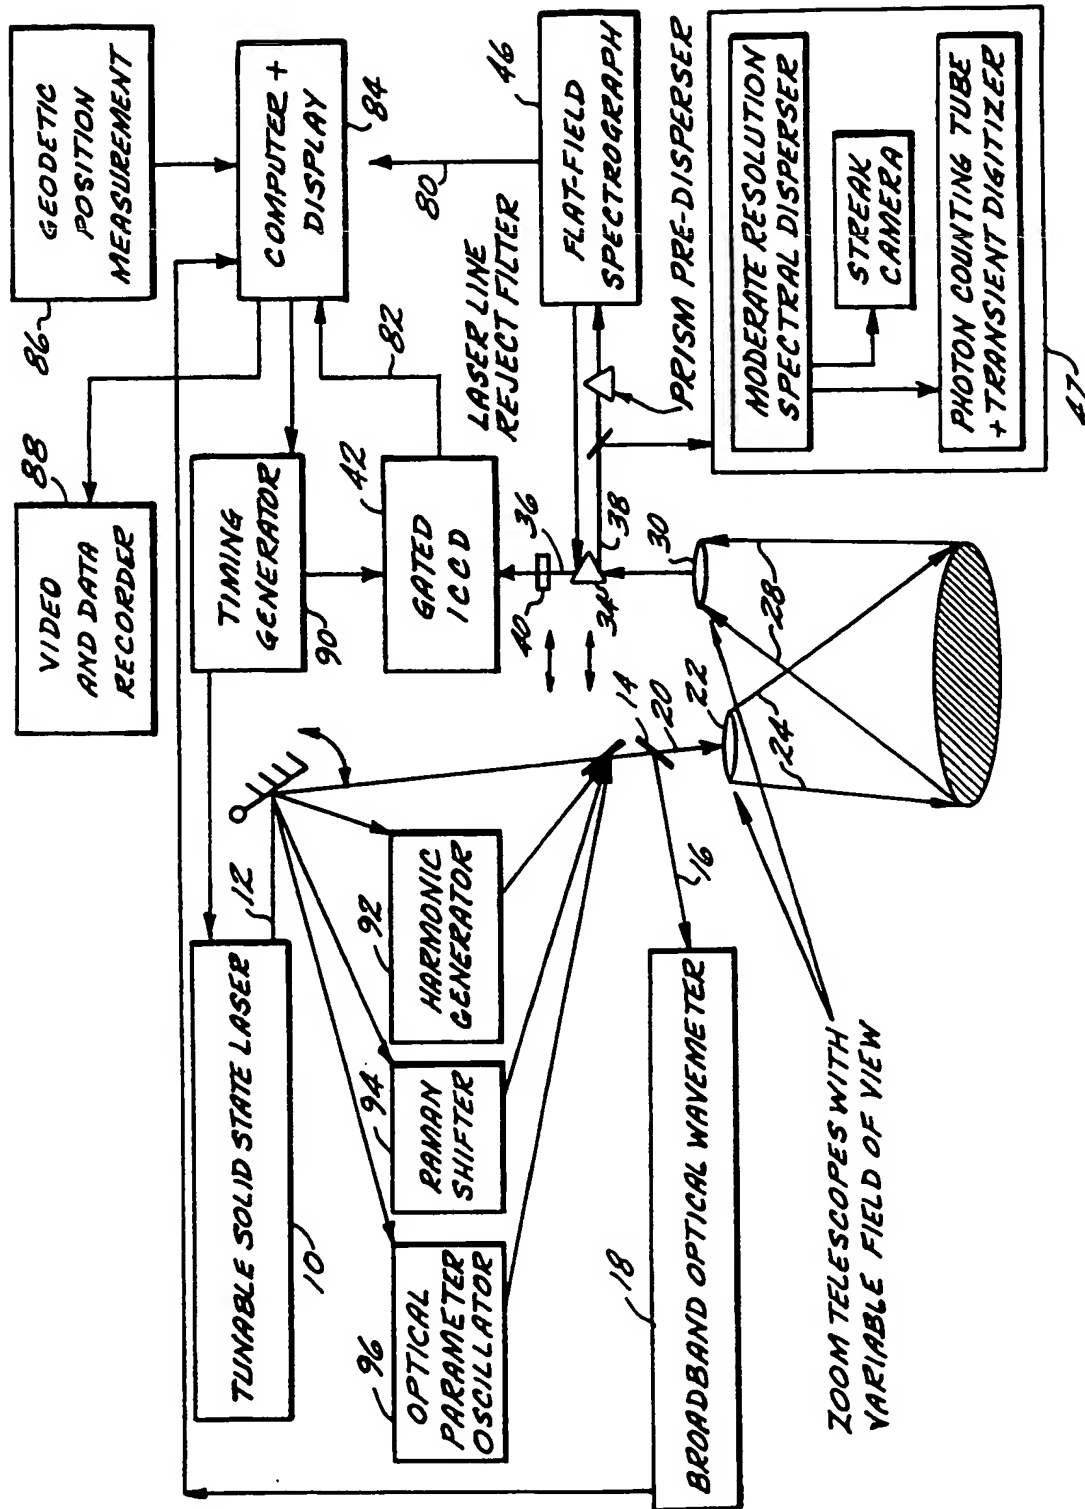 GEODETIC
POSITION
MEASUREMENT
86
COMPUTER +
DISPLAY
84
80
FLAT-FIELD
SPECTROGRAPH
46
VIDEO
AND DATA
RECORDER
88
82
LASER LINE
REJECT FILTER
PRISM PRE-DISPERSER
MODERATE RESOLUTION
SPECTRAL DISPERSER
STREAK
CAMERA
PHOTON COUNTING TUBE
+TRANSIENT DIGITIZER
47
TIMING
GENERATOR
90
GATED
ICCD
42
36
40
34
38
30
28
TUNABLE SOLID STATE LASER
10
12
14
20
22
24
16
HARMONIC
GENERATOR
92
RAMAN
SHIFTER
94
OPTICAL
PARAMETER
OSCILLATOR
96
BROADBAND OPTICAL WAVEMETER
18
ZOOM TELESCOPES WITH
VARIABLE FIELD OF VIEW